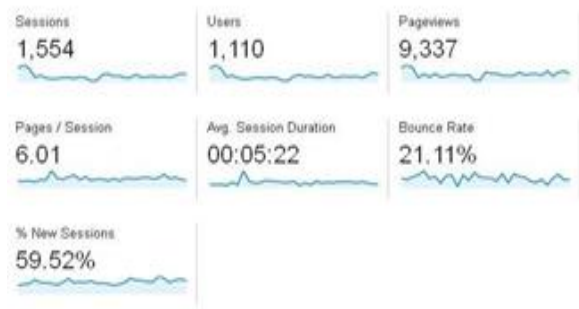 Sessions
1,554
Users
1,110
Pageviews
9,337
Pages / Session
6.01
Avg. Session Duration
00:05:22
Bounce Rate
21.11%
% New Sessions
59.52%